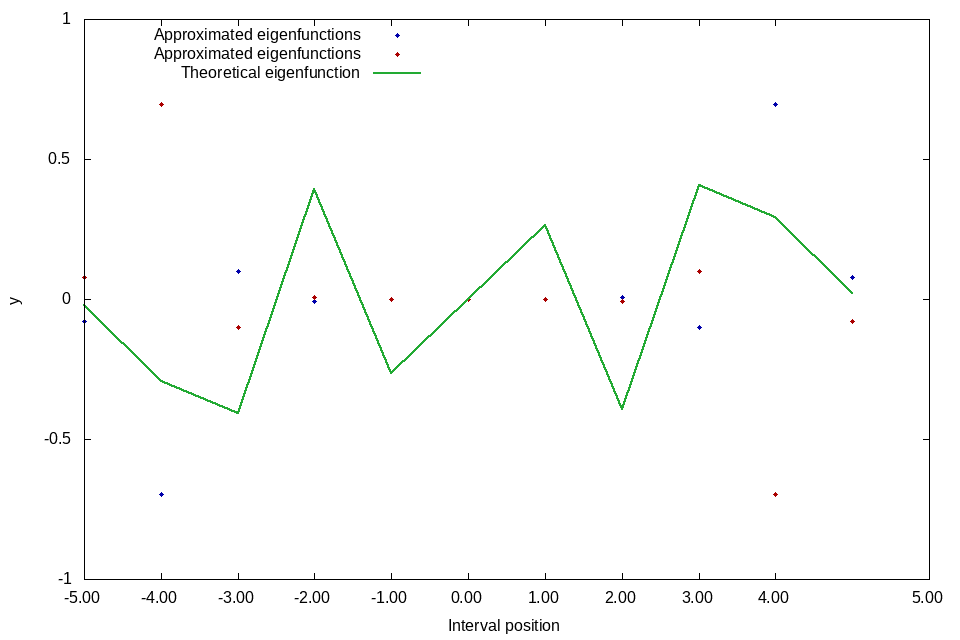 1
Approximated eigenfunctions
Approximated eigenfunctions
Theoretical eigenfunction
0.5
0
y
-0.5
-1
-5.00 -4.00 -3.00 -2.00 -1.00 0.00 1.00 2.00 3.00 4.00 5.00
Interval position